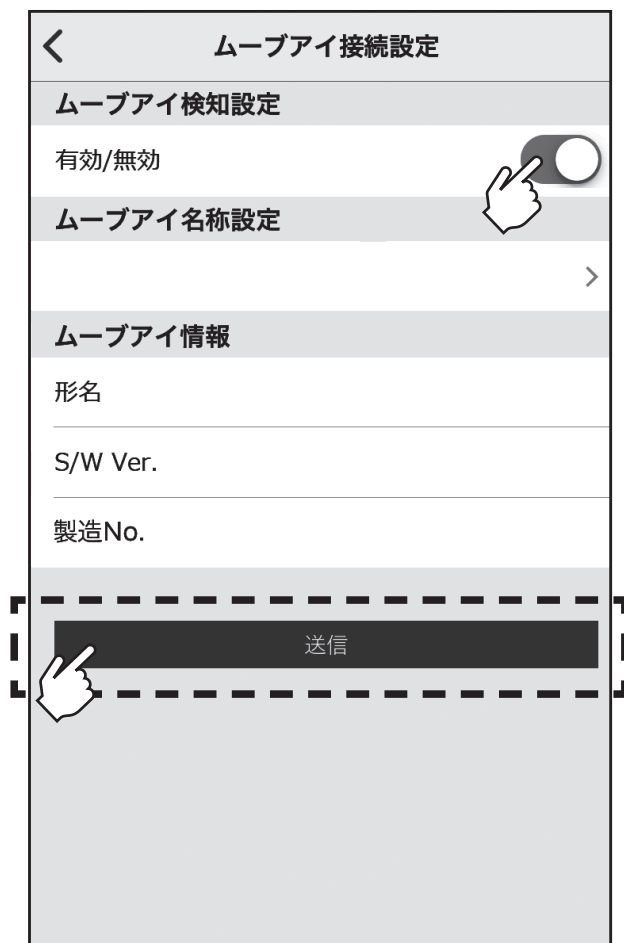 ムーブアイ接続設定
ムーブアイ検知設定
有効/無効
ムーブアイ名称設定
ムーブアイ情報
形名
S/W Ver.
製造No.
送信